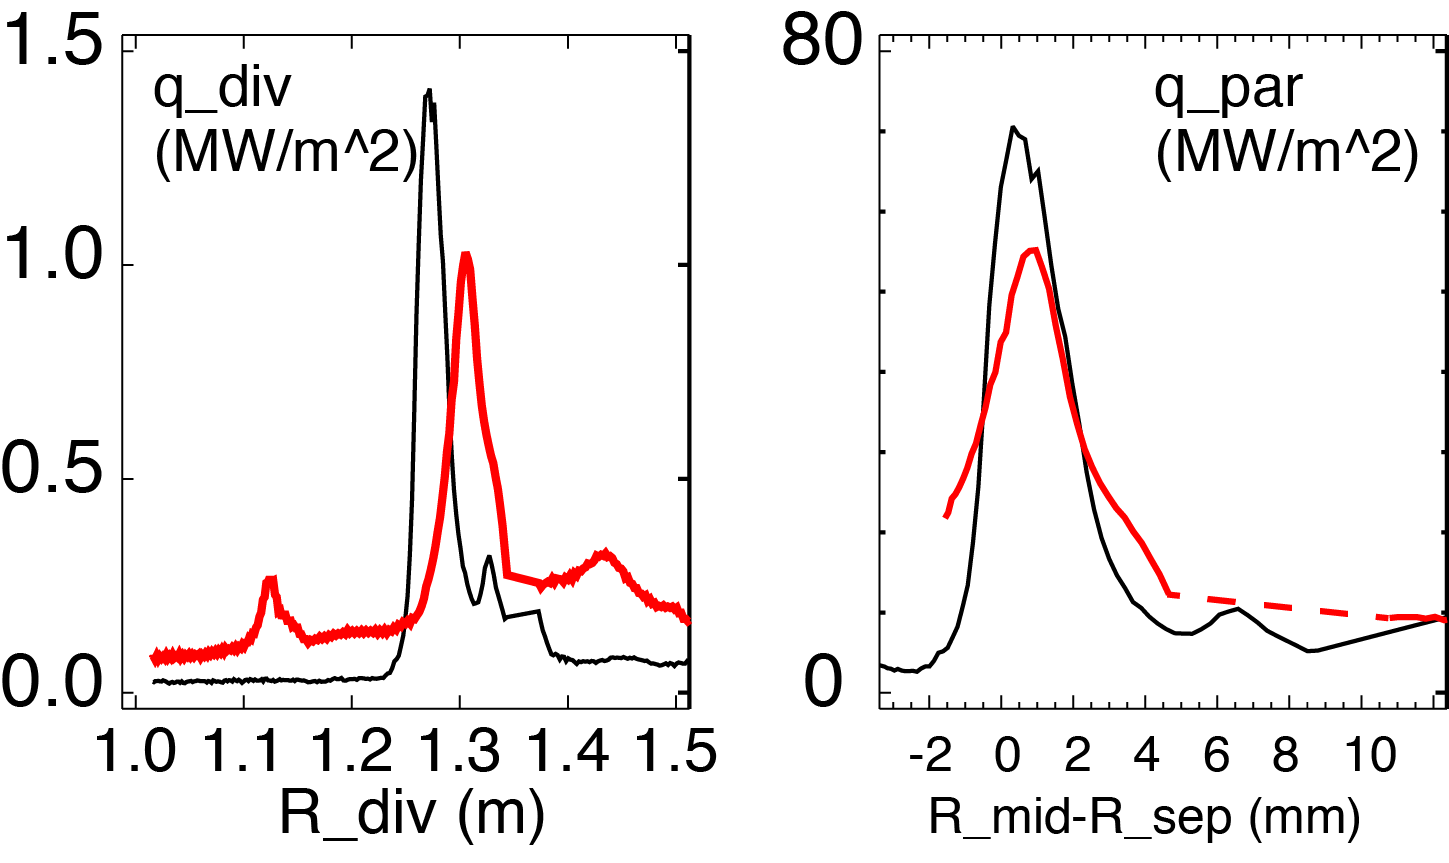 1.5
1.0
0.5
0.0
q_div
(MW/m^2)
1.0 1.1 1.2 1.3 1.4 1.5
R_div (m)
80
0
q_par
(MW/m^2)
-2 0 2 4 6 8 10
R_mid-R_sep (mm)